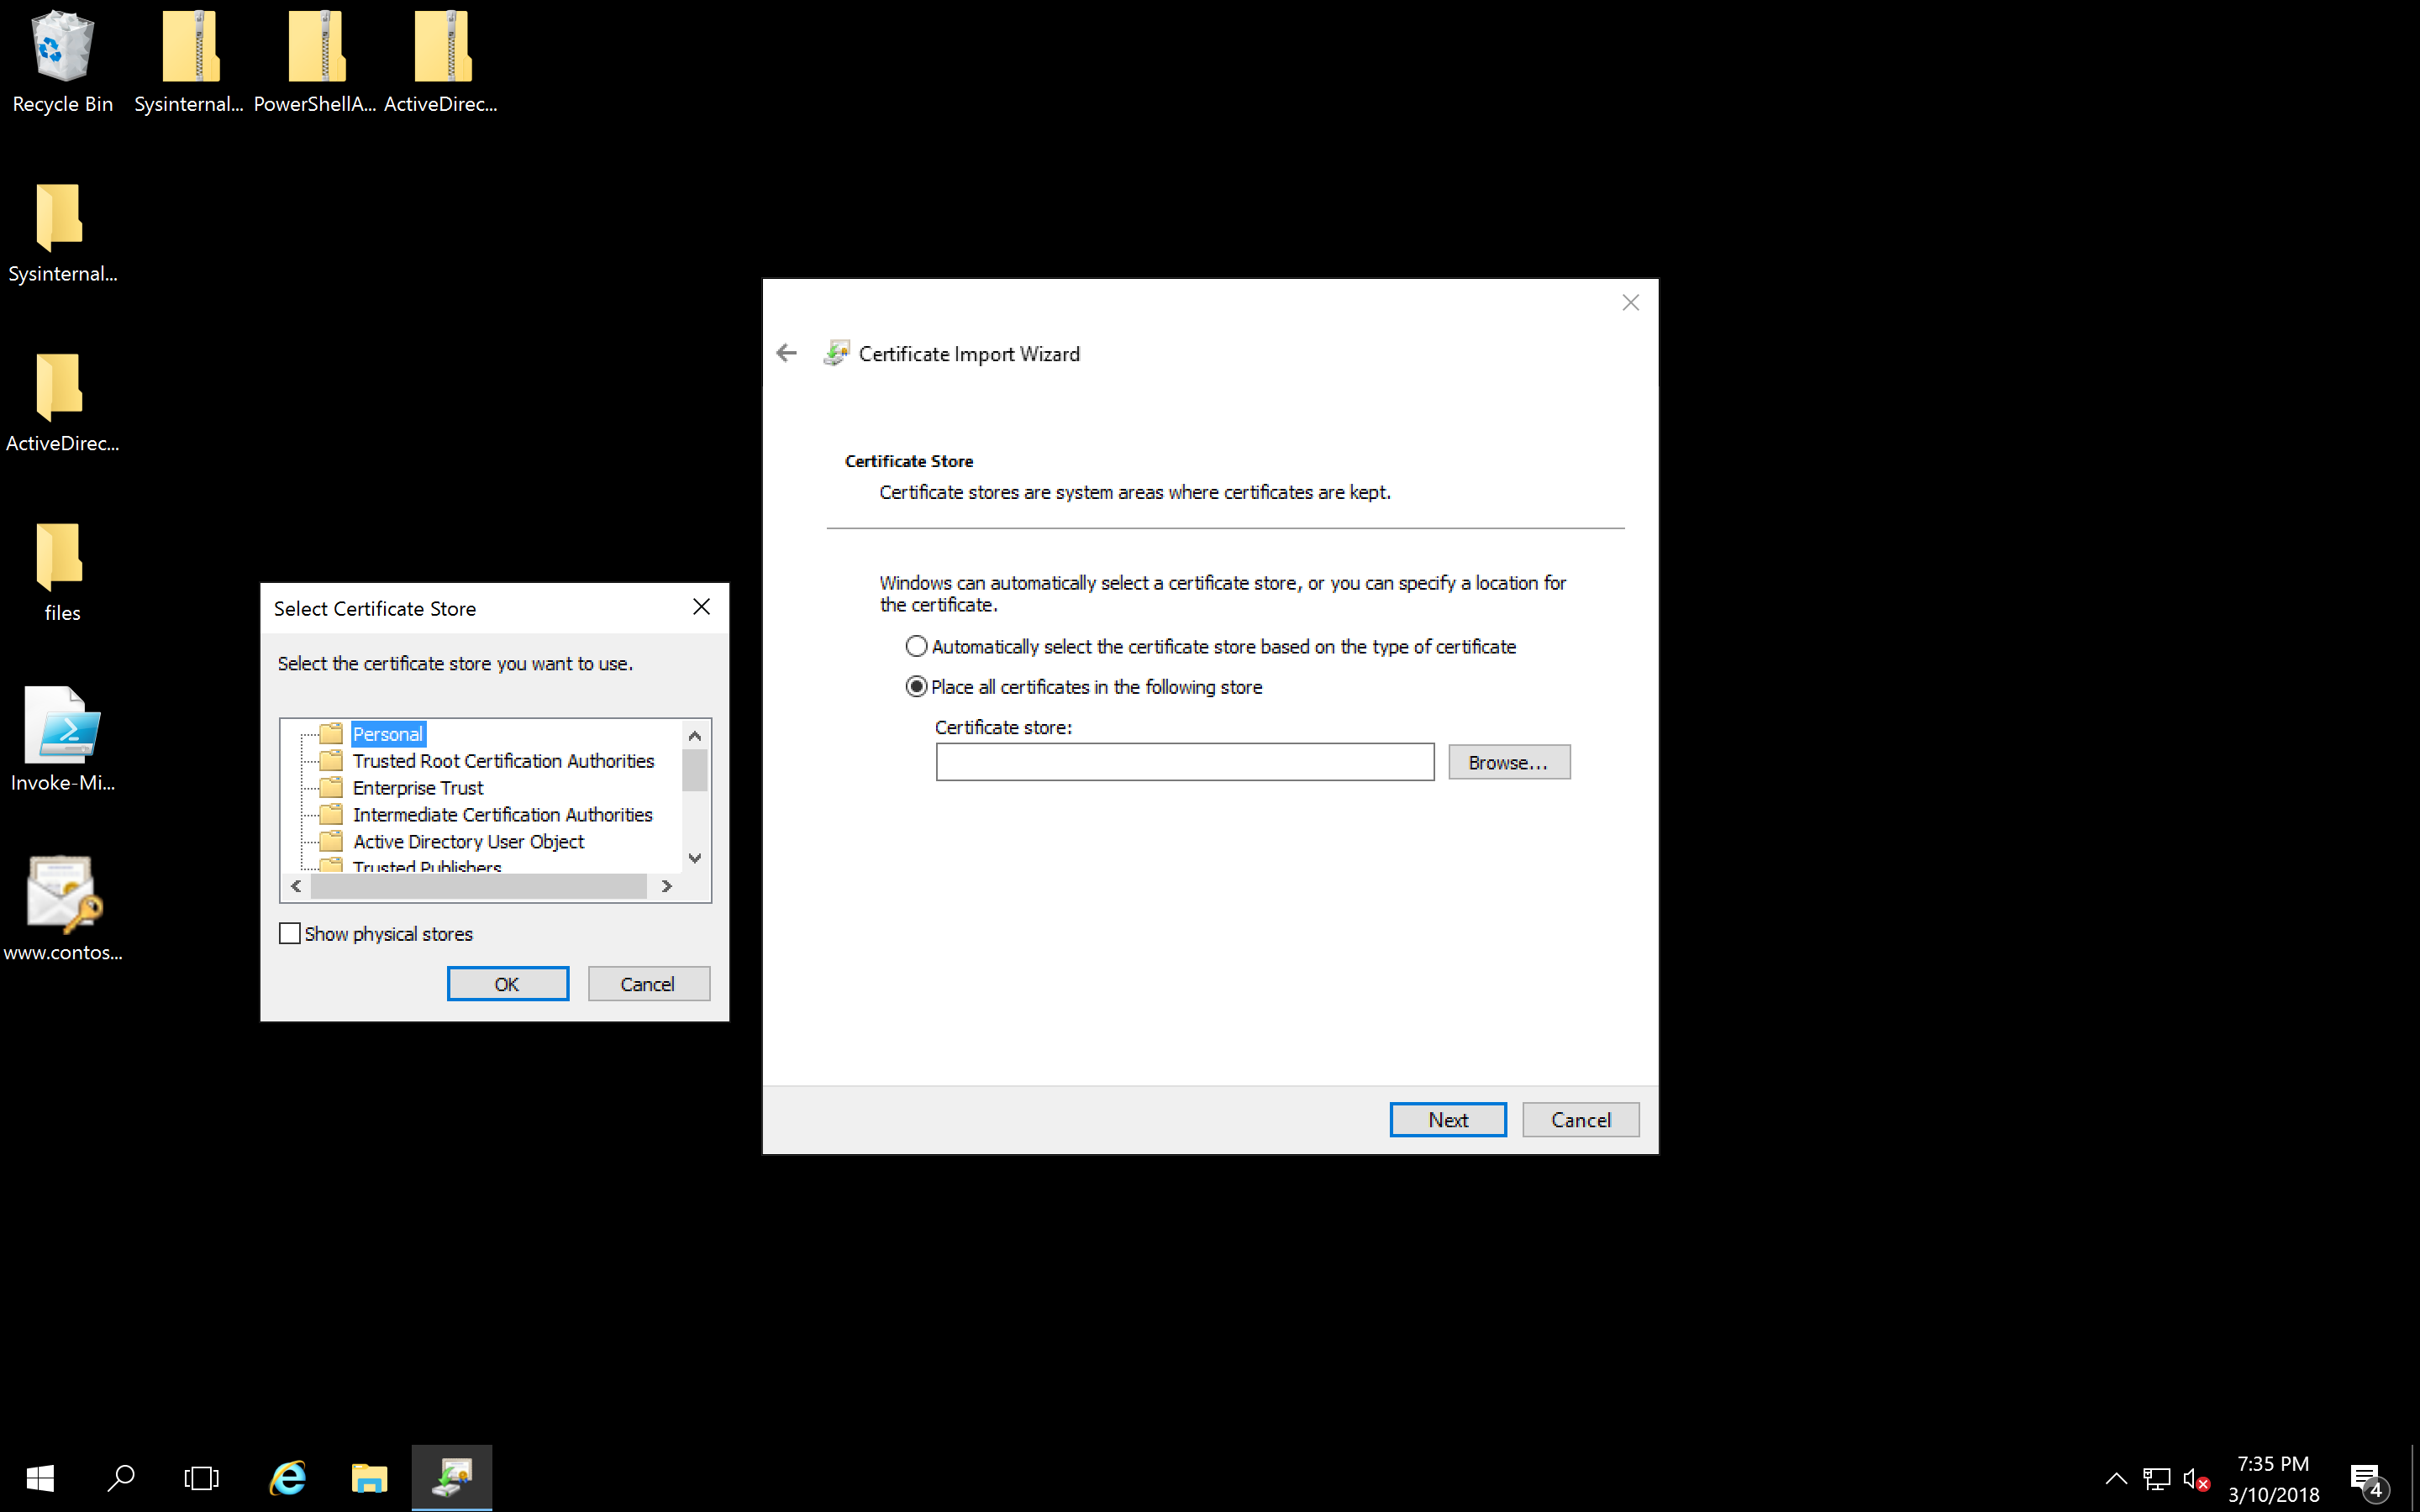 Recycle Bin
Sysinternal...
PowerShellA...
ActiveDirec...
Sysinternal...
ActiveDirec...
files
Invoke-Mi...
www.contos...
Select Certificate Store
Select the certificate store you want to use.
Personal
Trusted Root Certification Authorities
Enterprise Trust
Intermediate Certification Authorities
Active Directory User Object
Trusted Publishers
Show physical stores
OK
Cancel
Certificate Import Wizard
Certificate Store
Certificate stores are system areas where certificates are kept.
Windows can automatically select a certificate store, or you can specify a location for
the certificate.
Automatically select the certificate store based on the type of certificate
Place all certificates in the following store
Certificate store:
Browse...
Next
Cancel
7:35 PM
3/10/2018
4